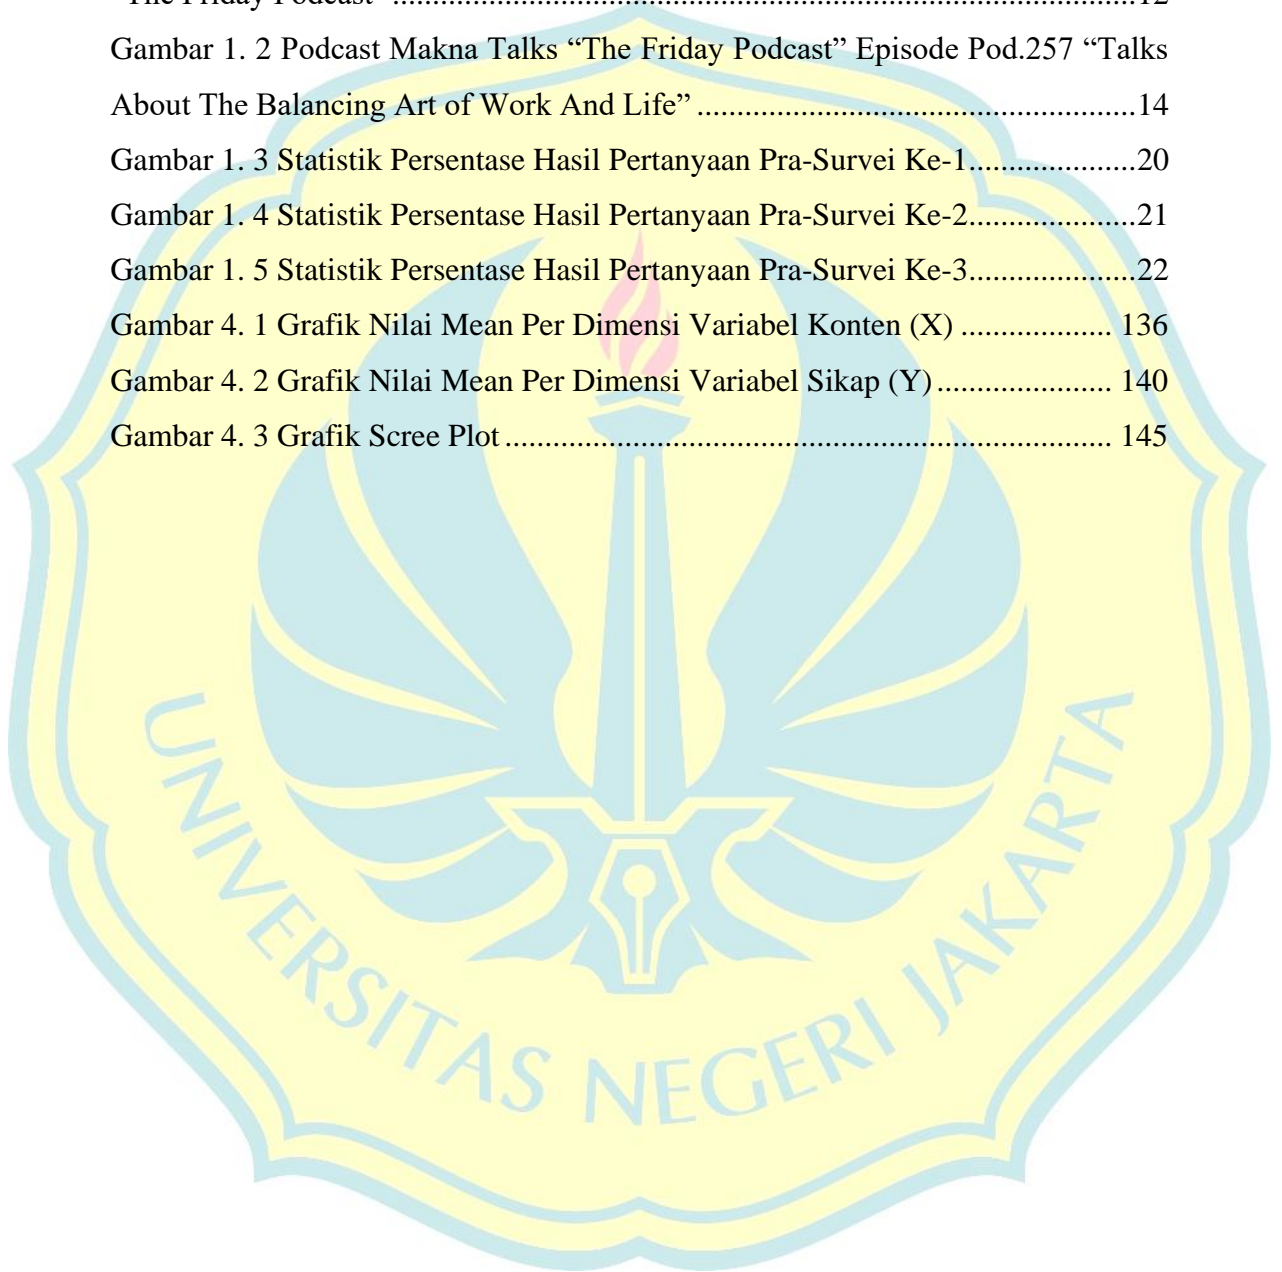 The Friday Podcast ..........................................................................................12
Gambar 1. 2 Podcast Makna Talks “The Friday Podcast” Episode Pod.257 “Talks
About The Balancing Art of Work And Life” .....................................................14
Gambar 1. 3 Statistik Persentase Hasil Pertanyaan Pra-Survei Ke-1....................20
Gambar 1. 4 Statistik Persentase Hasil Pertanyaan Pra-Survei Ke-2....................21
Gambar 1. 5 Statistik Persentase Hasil Pertanyaan Pra-Survei Ke-3....................22
Gambar 4. 1 Grafik Nilai Mean Per Dimensi Variabel Konten (X) ................... 136
Gambar 4. 2 Grafik Nilai Mean Per Dimensi Variabel Sikap (Y) ...................... 140
Gambar 4. 3 Grafik Scree Plot .......................................................................... 145
UNIVERSITAS NEGERI JAKARTA